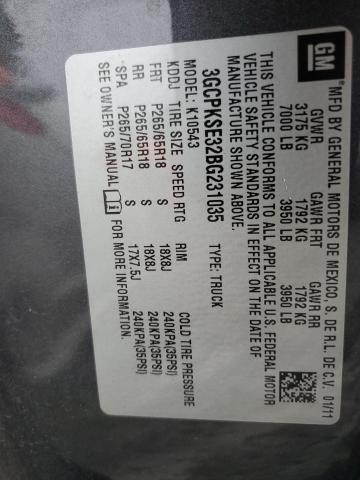 GM
MFD BY GENERAL MOTORS DE MEXICO, S. DE R.L. DE C.V. 01/11
GVWR GAWR FRT GAWR RR
3175 KG 1792 KG 1792 KG
7000 LB 3950 LB 3950 LB
THIS VEHICLE CONFORMS TO ALL APPLICABLE U.S. FEDERAL MOTOR
VEHICLE SAFETY STANDARDS IN EFFECT ON THE DATE OF
MANUFACTURE SHOWN ABOVE.
3GCPKSE32BG231035 TYPE: TRUCK
MODEL: K10543
KDDJ TIRE SIZE SPEED RTG RIM COLD TIRE PRESSURE
FRT P265/65R18 S 18X8J 240KPA(35PSI)
RR P265/65R18 S 18X8J 240KPA(35PSI)
SPA P265/70R17 S 17X7.5J 240KPA(35PSI)
SEE OWNER'S MANUAL FOR MORE INFORMATION.